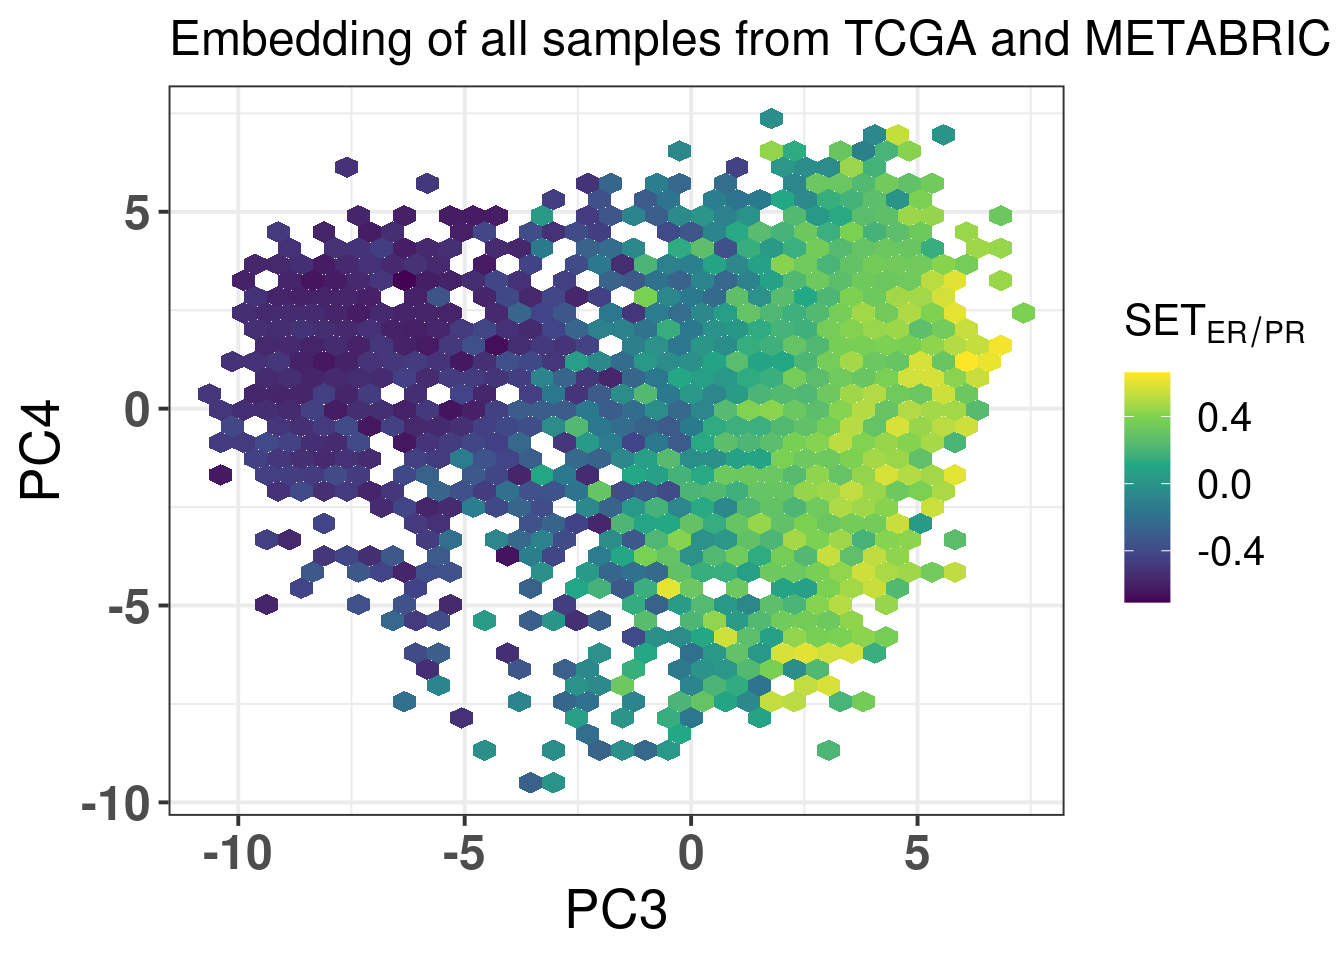 Embedding of all samples from TCGA and METABRIC
PC4
5
0
-5
-10
-10 -5 0 5
PC3
SETER/PR
0.4
0.0
-0.4